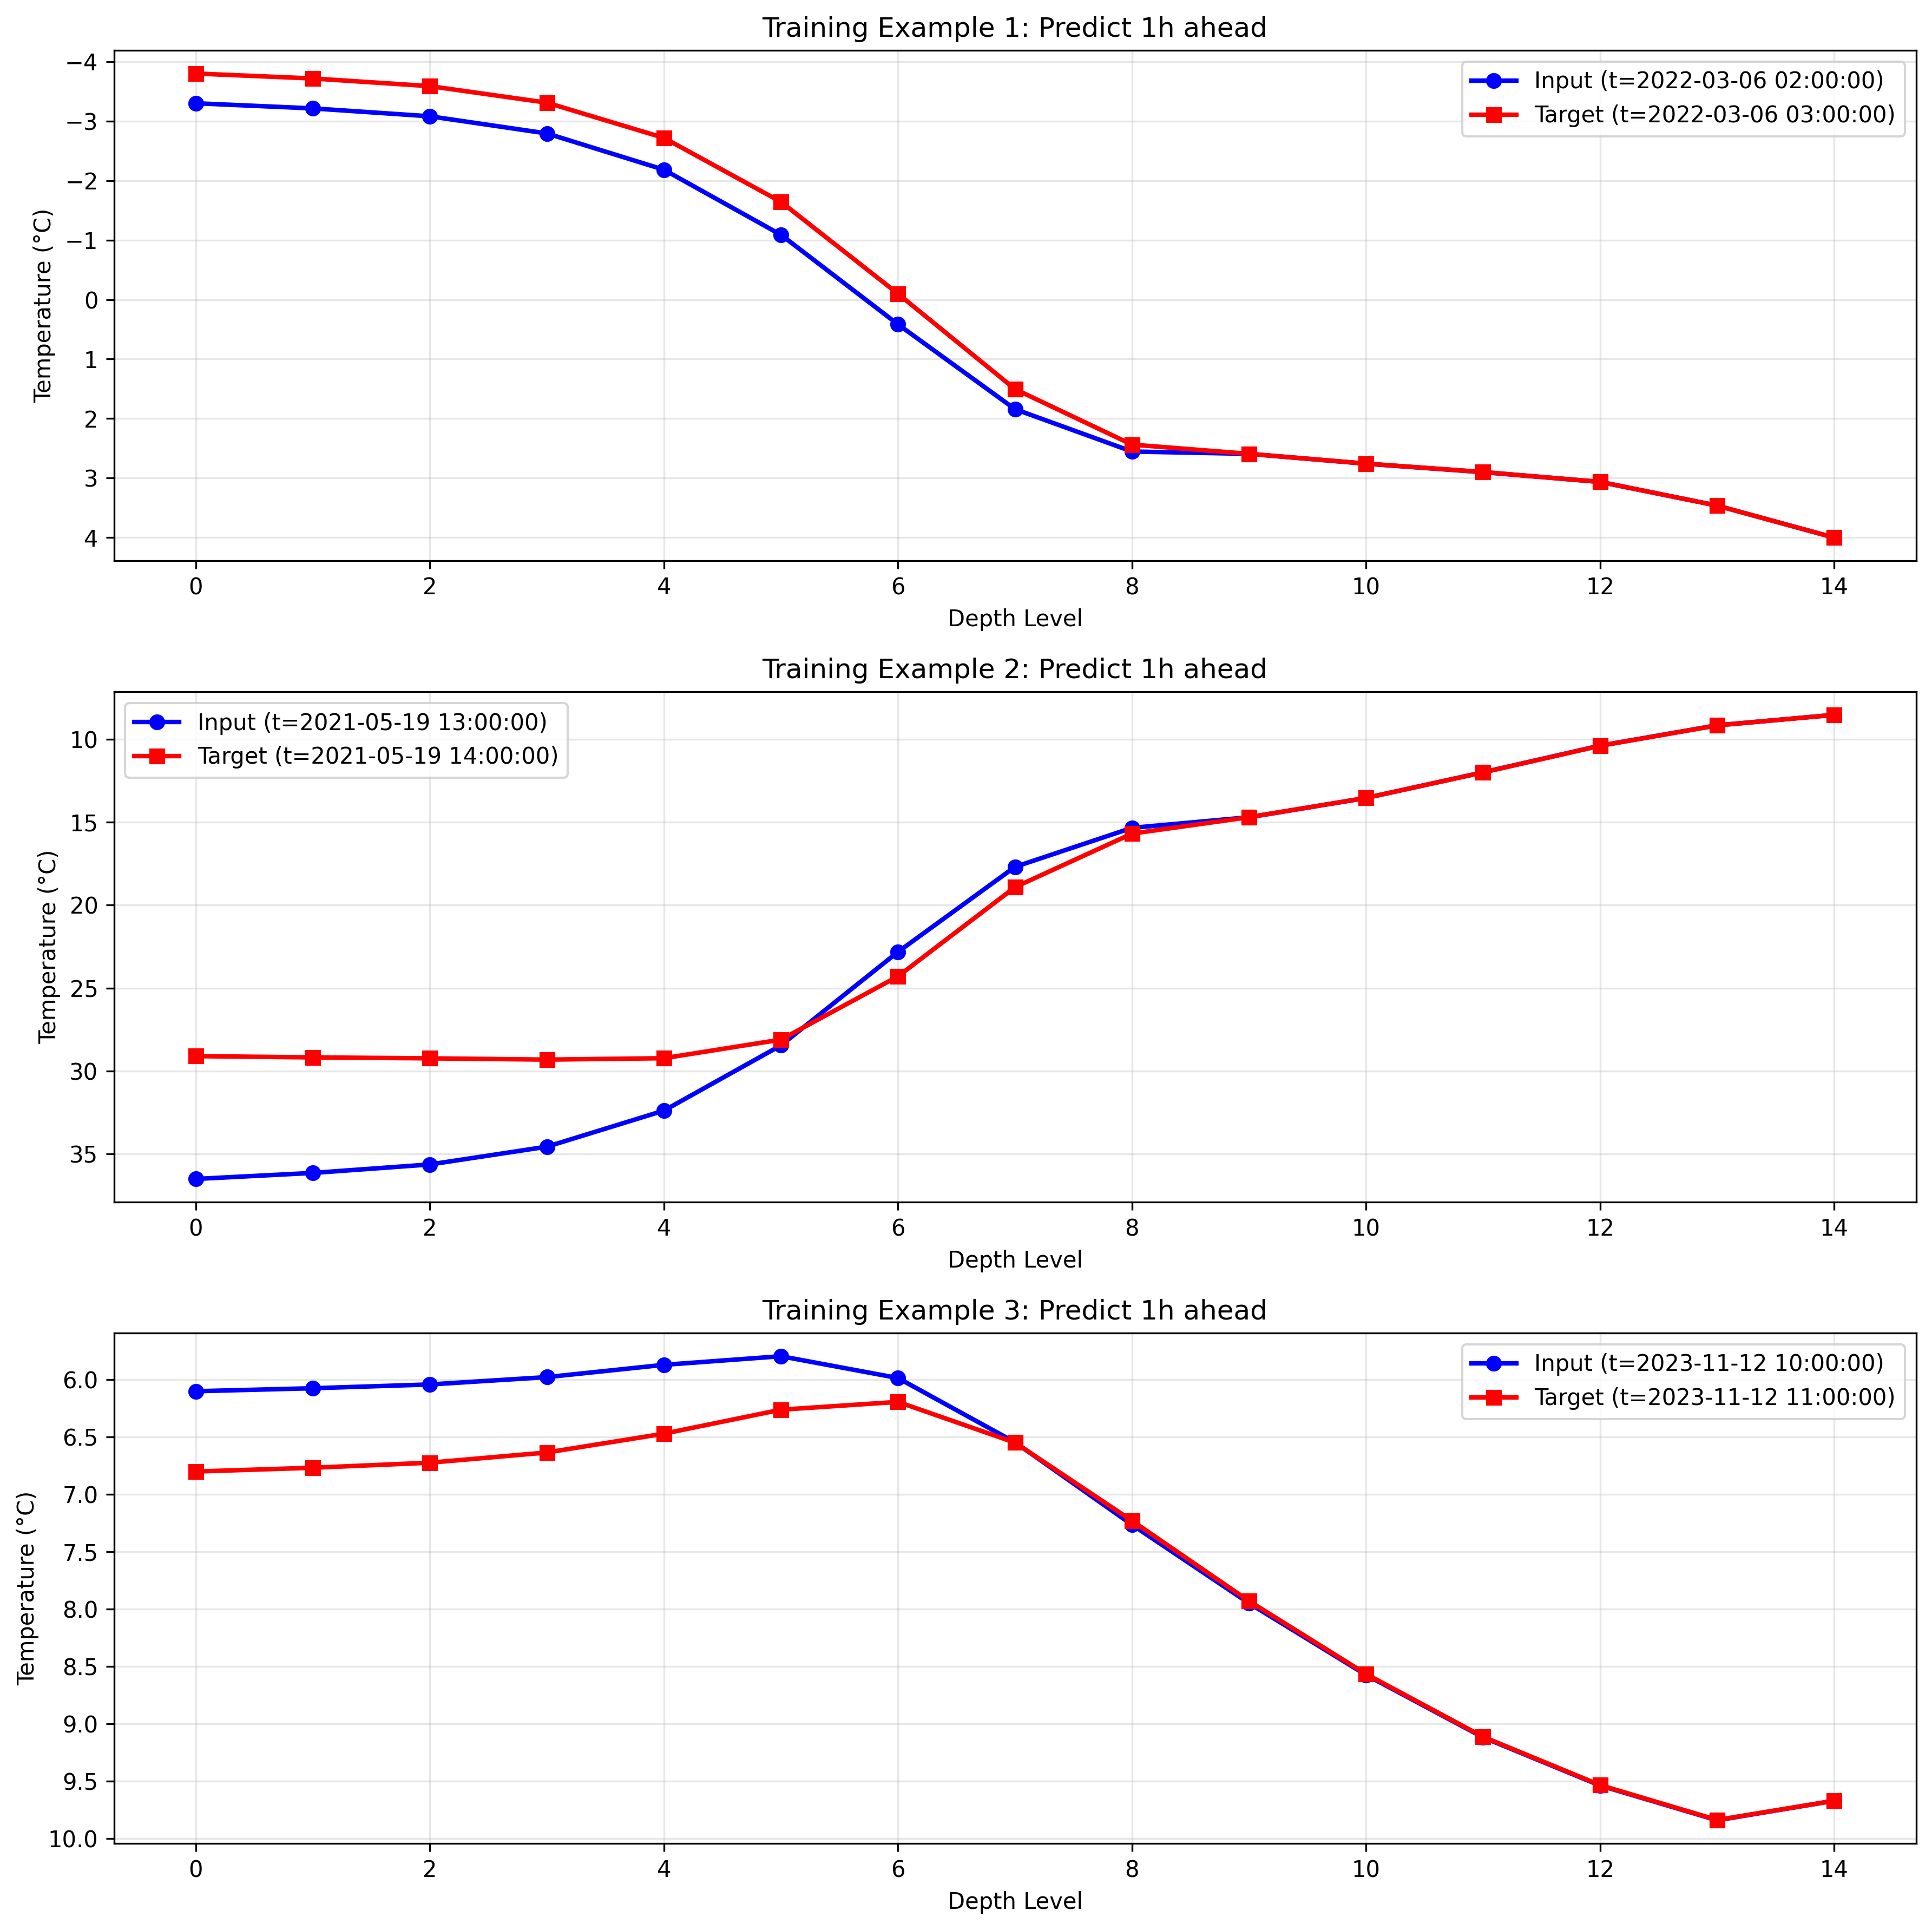 Training Example 1: Predict 1h ahead
Temperature (°C)
−4
−3
−2
−1
0
1
2
3
4
Input (t=2022-03-06 02:00:00)
Target (t=2022-03-06 03:00:00)
0 2 4 6 8 10 12 14
Depth Level
Training Example 2: Predict 1h ahead
Temperature (°C)
10
15
20
25
30
35
Input (t=2021-05-19 13:00:00)
Target (t=2021-05-19 14:00:00)
0 2 4 6 8 10 12 14
Depth Level
Training Example 3: Predict 1h ahead
Temperature (°C)
6.0
6.5
7.0
7.5
8.0
8.5
9.0
9.5
10.0
Input (t=2023-11-12 10:00:00)
Target (t=2023-11-12 11:00:00)
0 2 4 6 8 10 12 14
Depth Level